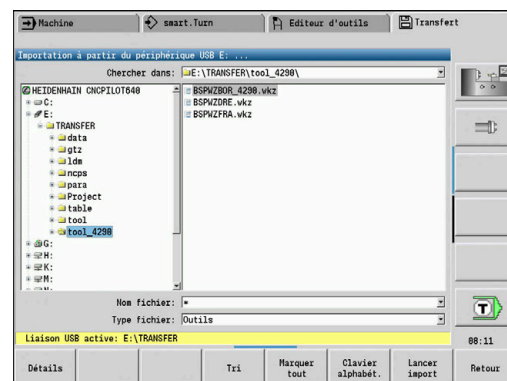 Machine
smart.Turn
Editeur d'outils
Transfert
Importation à partir du périphérique USB E: ...
Chercher dans: E:\TRANSFER\tool_4290\
HEIDENHAIN CNCPILOT640
C:
E:
TRANSFER
data
gtz
ldm
ncps
para
Project
table
tool
tool_4290
G:
H:
K:
M:
BSPWZBOR_4290.wkz
BSPWZDRE.wkz
BSPWZFRA.wkz
Nom fichier: *
Type fichier: Outils
Liaison USB active: E:\TRANSFER
08:11
Détails
Tri
Marquer tout
Clavier alphabét.
Lancer import
Retour